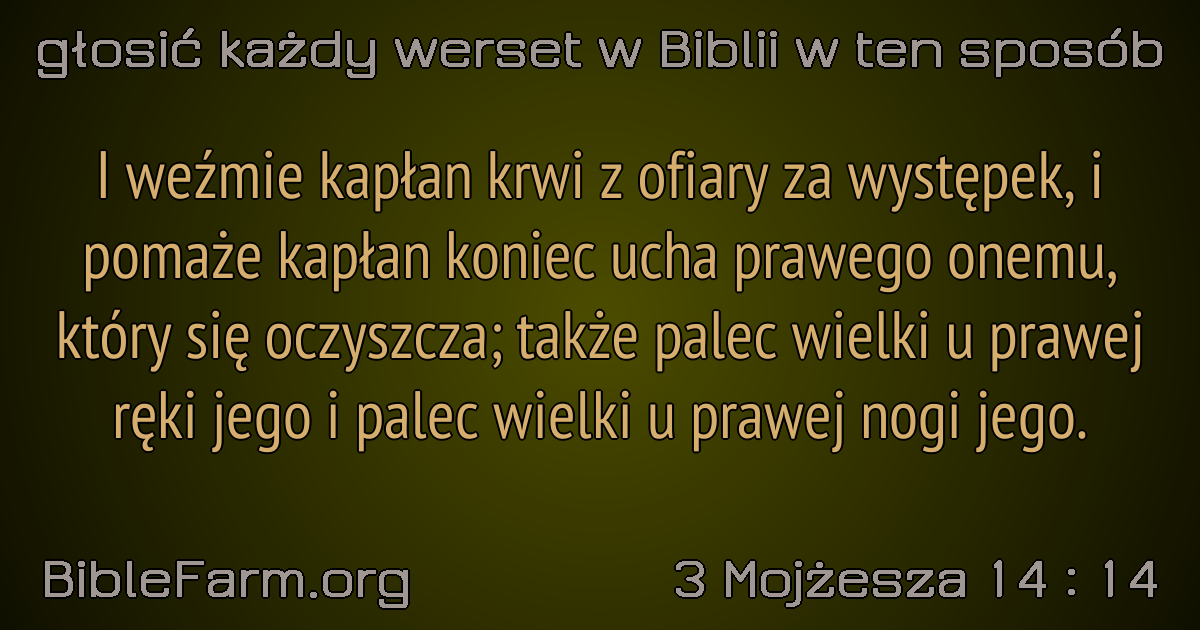 głosić każdy werset w Biblii w ten sposób
I weźmie kapłan krwi z ofiary za występek, i
pomaże kapłan koniec ucha prawego onemu,
który się oczyszcza; także palec wielki u prawej
ręki jego i palec wielki u prawej nogi jego.
BibleFarm.org
3 Mojżesza 14 : 14